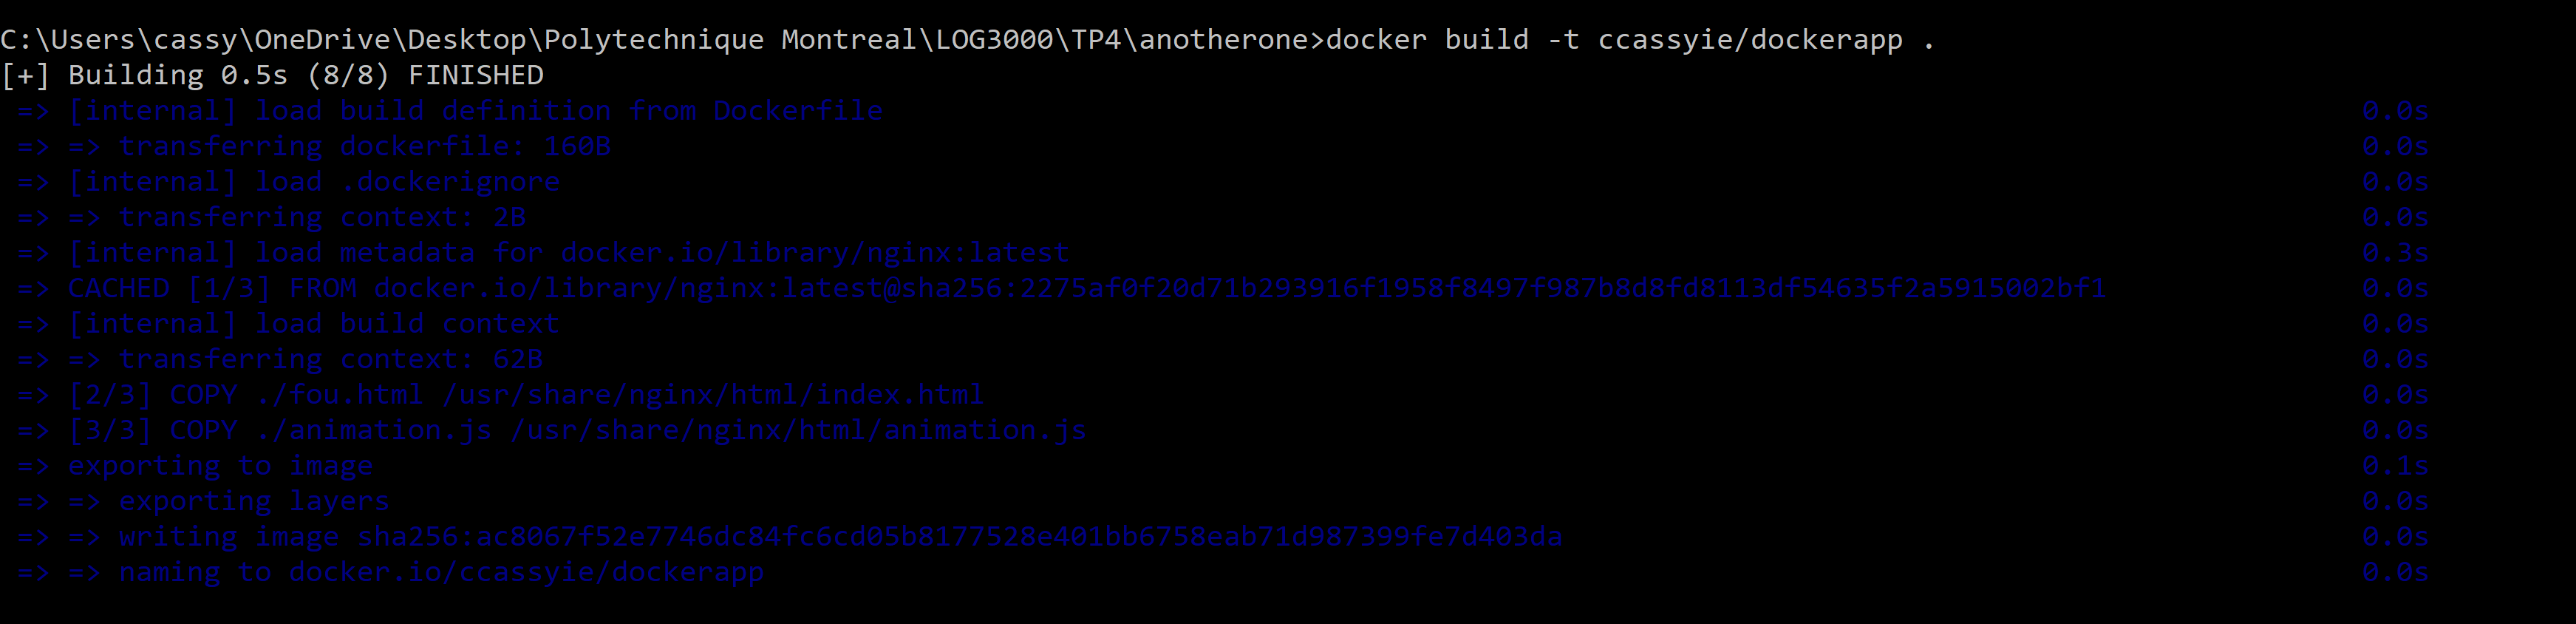 C:\Users\cassy\OneDrive\Desktop\Polytechnique Montreal\LOG3000\TP4\anotherone>docker build -t ccassyie/dockerapp .
[+] Building 0.5s (8/8) FINISHED
=> [internal] load build definition from Dockerfile 0.0s
=> => transferring dockerfile: 160B 0.0s
=> [internal] load .dockerignore 0.0s
=> => transferring context: 2B 0.0s
=> [internal] load metadata for docker.io/library/nginx:latest 0.3s
=> CACHED [1/3] FROM docker.io/library/nginx:latest@sha256:2275af0f20d71b293916f1958f8497f987b8d8fd8113df54635f2a5915002bf1 0.0s
=> [internal] load build context 0.0s
=> => transferring context: 62B 0.0s
=> [2/3] COPY ./fou.html /usr/share/nginx/html/index.html 0.0s
=> [3/3] COPY ./animation.js /usr/share/nginx/html/animation.js 0.0s
=> exporting to image 0.1s
=> => exporting layers 0.0s
=> => writing image sha256:ac8067f52e7746dc84fc6cd05b8177528e401bb6758eab71d987399fe7d403da 0.0s
=> => naming to docker.io/ccassyie/dockerapp 0.0s